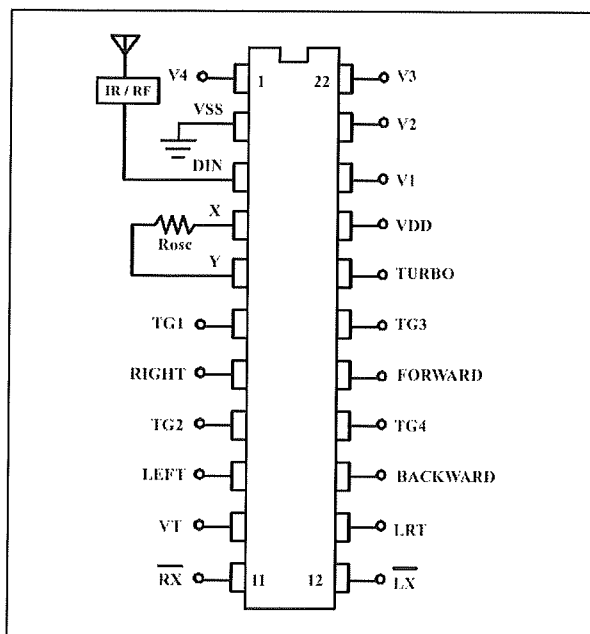 V4
1
22
V3
IR / RF
VSS
V2
DIN
V1
X
VDD
Rosc
Y
TURBO
TG1
TG3
RIGHT
FORWARD
TG2
TG4
LEFT
BACKWARD
VT
LRT
RX
11
12
LX